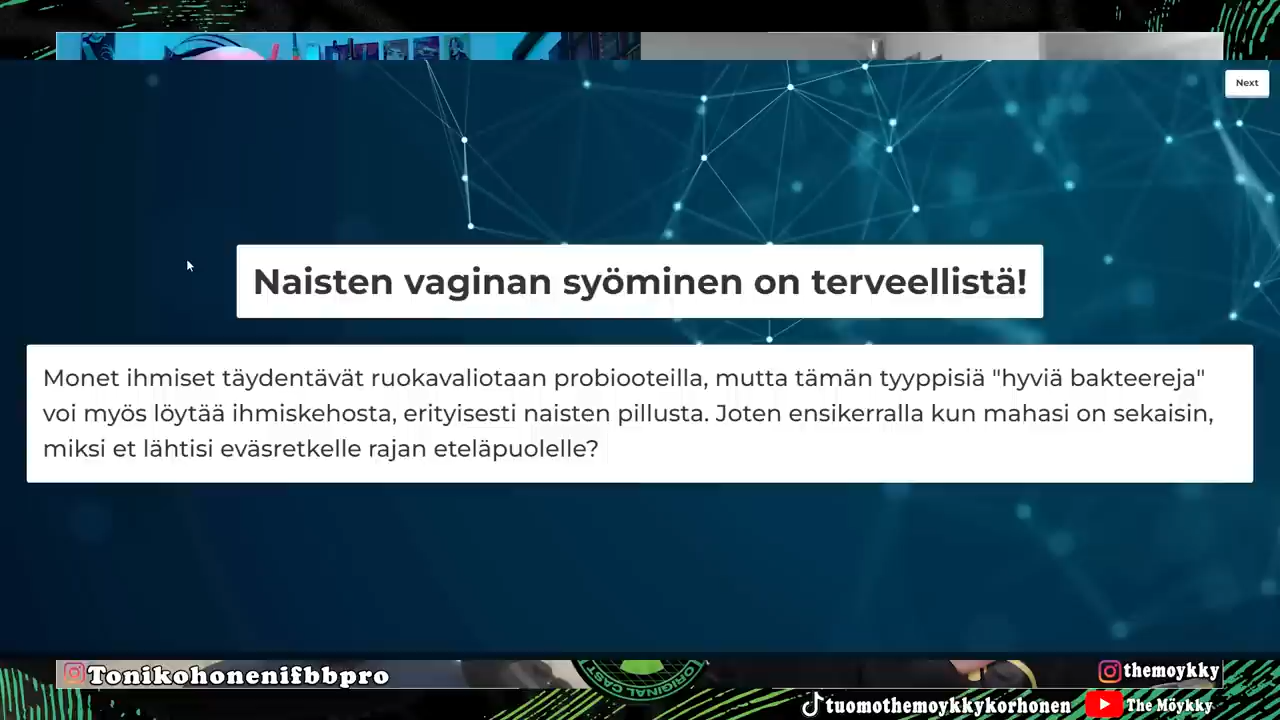 Next
Naisten vaginan syöminen on terveellistä!
Monet ihmiset täydentävät ruokavaliotaan probiooteilla, mutta tämän tyyppisiä "hyviä bakteereja"
voi myös löytää ihmiskehosta, erityisesti naisten pillusta. Joten ensikerralla kun mahasi on sekaisin,
miksi et lähtisi eväsretkelle rajan eteläpuolelle?
Tonikohonenifbbpro
ORIGINAL CAST
themoykky
tuomothemoykkykorhonen
The Möykky